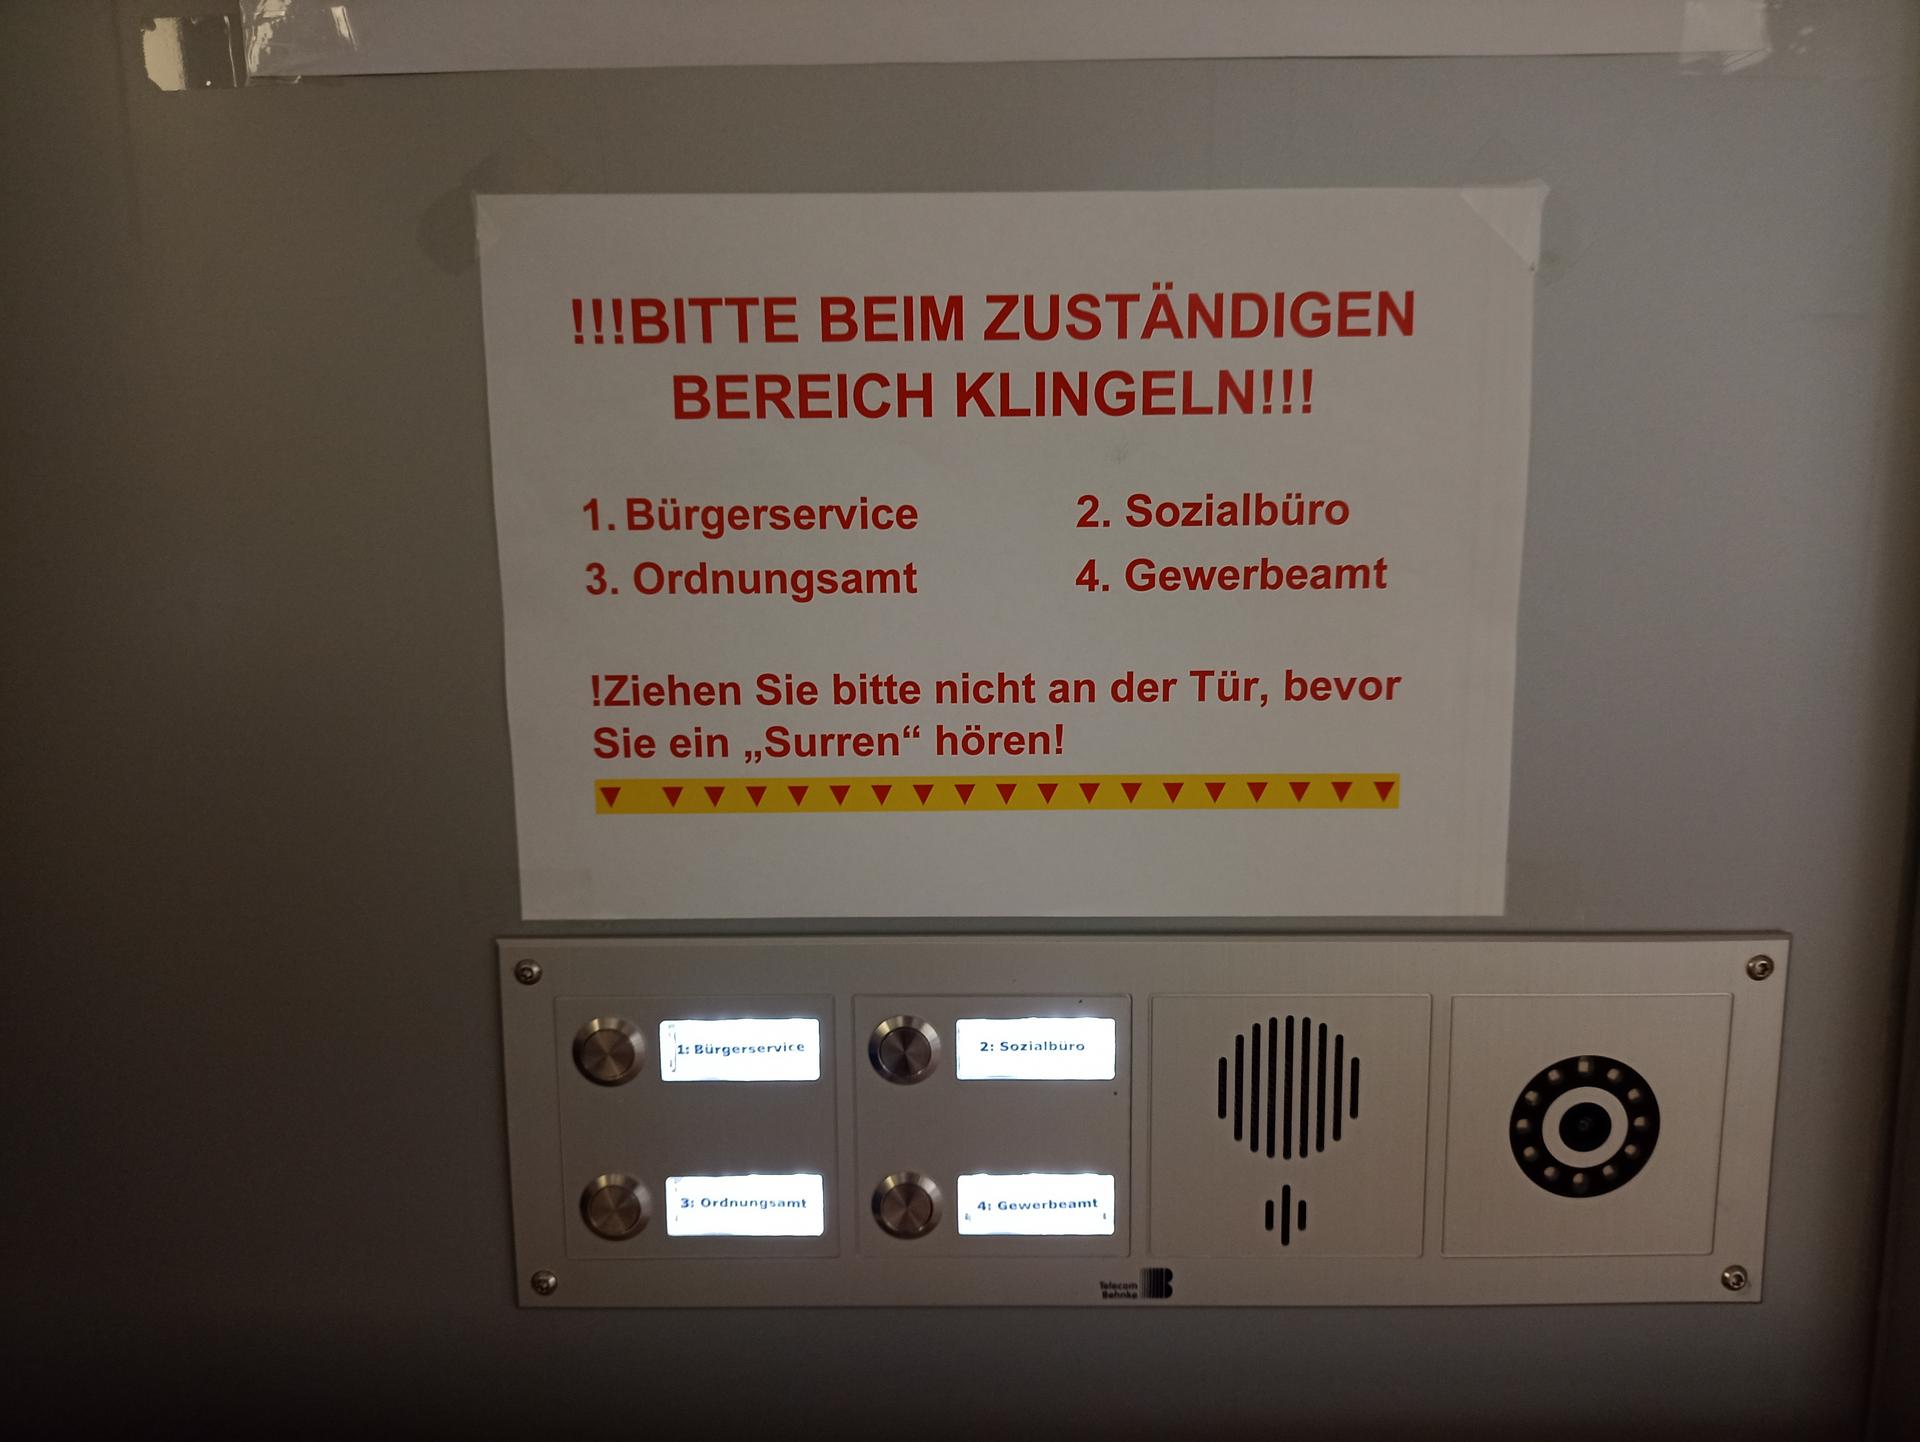 !!!BITTE BEIM ZUSTÄNDIGEN
BEREICH KLINGELN!!!
1. Bürgerservice 2. Sozialbüro
3. Ordnungsamt 4. Gewerbeamt
!Ziehen Sie bitte nicht an der Tür, bevor
Sie ein „Surren“ hören!
1: Bürgerservice 2: Sozialbüro
3: Ordnungsamt 4: Gewerbeamt
Telecom
Behnke